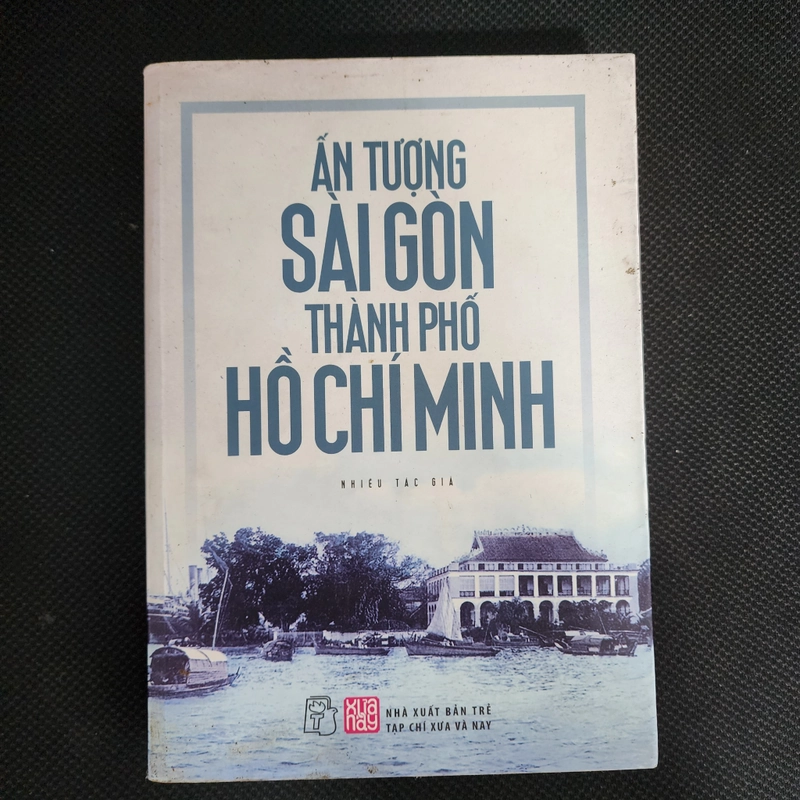 ẤN TƯỢNG
SÀI GÒN
THÀNH PHỐ
HỒ CHÍ MINH
NHIỀU TÁC GIẢ
XƯA
NAY
NHÀ XUẤT BẢN TRẺ
TẠP CHÍ XƯA VÀ NAY